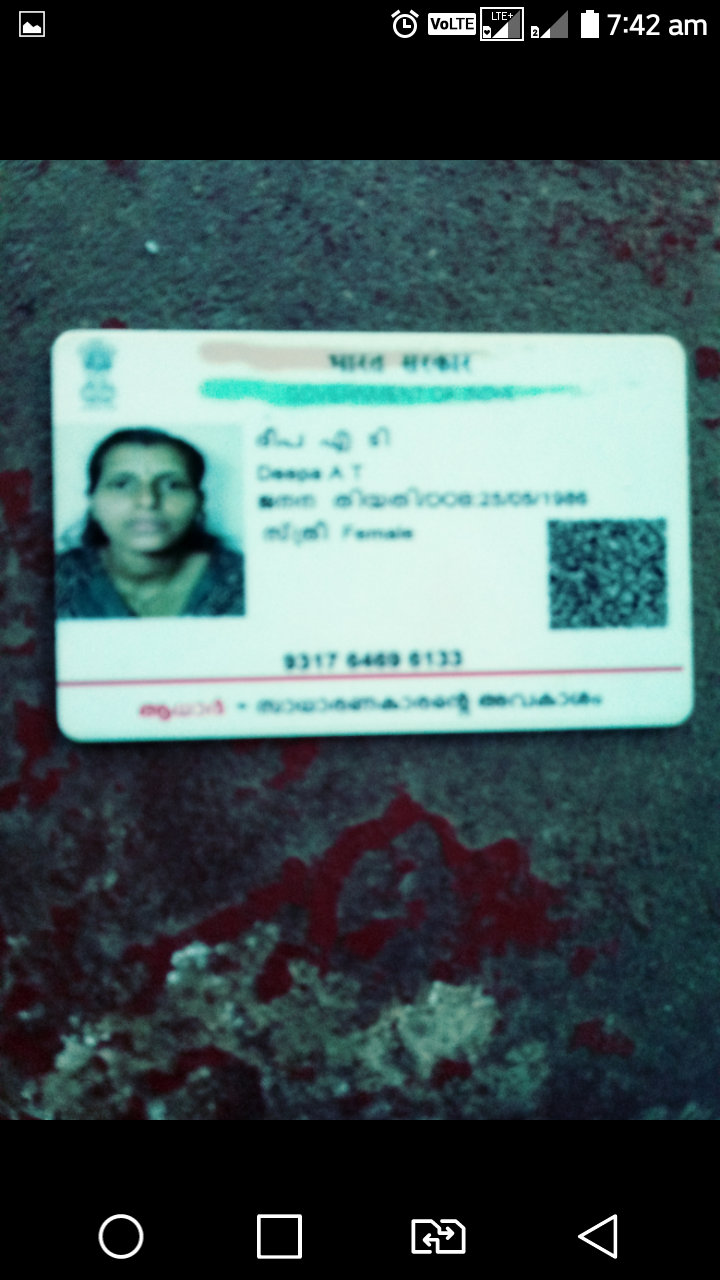 VoLTE LTE+ 2 7:42 am
भारत सरकार
ദീപ എ ടി
Deepa A T
ജനന തിയതി/DOB:25/05/1986
സ്ത്രീ Female
9317 6469 6133
ആധാർ - സാധാരണകാരന്റെ അവകാശം